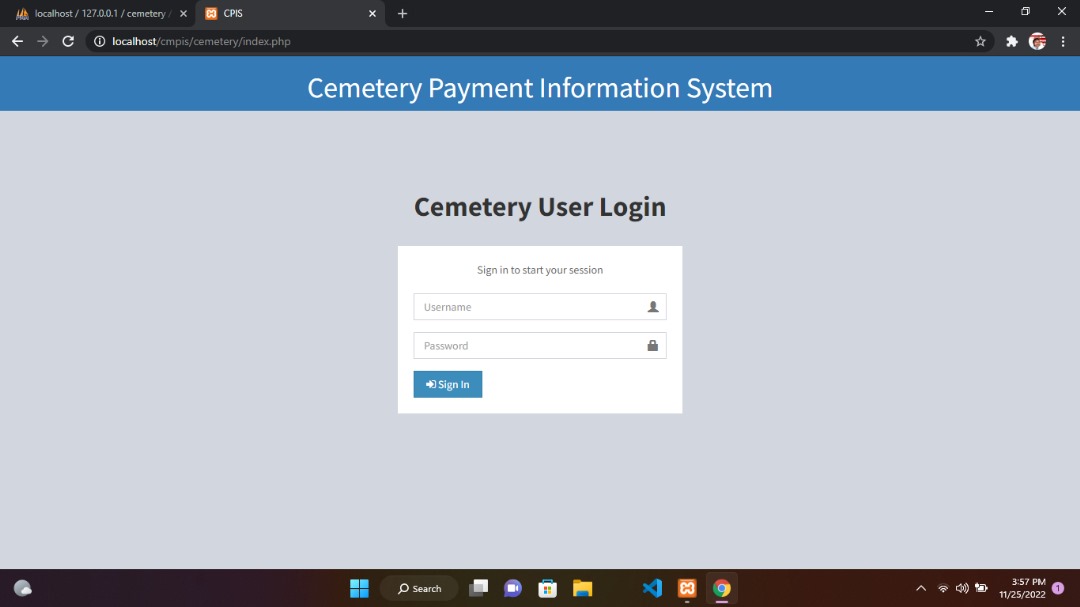 localhost / 127.0.0.1 / cemetery /
CPIS
localhost/cmpis/cemetery/index.php
Cemetery Payment Information System
Cemetery User Login
Sign in to start your session
Username
Password
Sign In
Search
3:57 PM
11/25/2022
1